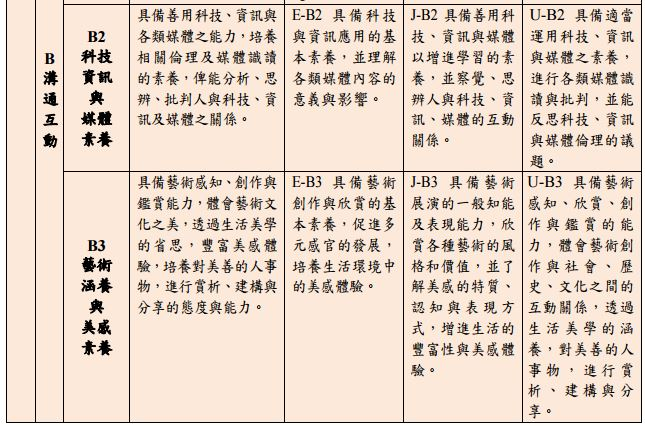 B
溝
通
互
動
B2
科技
資訊
與
媒體
素養
具備善用科技、資訊與
各類媒體之能力，培養
相關倫理及媒體識讀
的素養，俾能分析、思
辨、批判人與科技、資
訊及媒體之關係。
E-B2 具備科技
與資訊應用的基
本素養，並理解
各類媒體內容的
意義與影響。
J-B2 具備善用科
技、資訊與媒體
以增進學習的素
養，並察覺、思
辨人與科技、資
訊、媒體的互動
關係。
U-B2 具備適當
運用科技、資訊
與媒體之素養，
進行各類媒體識
讀與批判，並能
反思科技、資訊
與媒體倫理的議
題。
B3
藝術
涵養
與
美感
素養
具備藝術感知、創作與
鑑賞能力，體會藝術文
化之美，透過生活美學
的省思，豐富美感體
驗，培養對美善的人事
物，進行賞析、建構與
分享的態度與能力。
E-B3 具備藝術
創作與欣賞的基
本素養，促進多
元感官的發展，
培養生活環境中
的美感體驗。
J-B3 具備藝術
展演的一般知能
及表現能力，欣
賞各種藝術的風
格和價值，並了
解美感的特質、
認知與表現方
式，增進生活的
豐富性與美感體
驗。
U-B3 具備藝術
感知、欣賞、創
作與鑑賞的能
力，體會藝術創
作與社會、歷
史、文化之間的
互動關係，透過
生活美學的涵
養，對美善的人
事物，進行賞
析、建構與分
享。